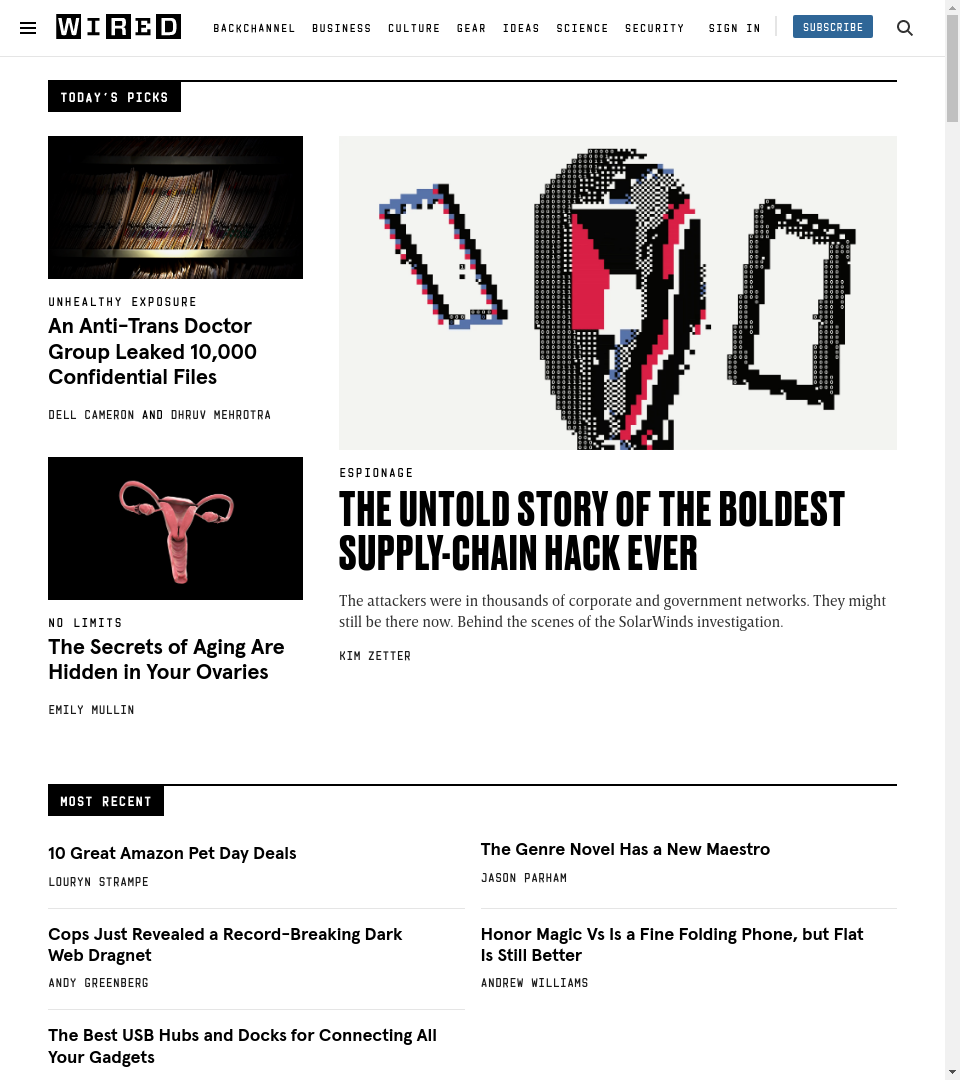 WIRED
BACKCHANNEL BUSINESS CULTURE GEAR IDEAS SCIENCE SECURITY SIGN IN SUBSCRIBE
TODAY'S PICKS
UNHEALTHY EXPOSURE
An Anti-Trans Doctor
Group Leaked 10,000
Confidential Files
DELL CAMERON AND DHRUV MEHROTRA
NO LIMITS
The Secrets of Aging Are
Hidden in Your Ovaries
EMILY MULLIN
ESPIONAGE
THE UNTOLD STORY OF THE BOLDEST
SUPPLY-CHAIN HACK EVER
The attackers were in thousands of corporate and government networks. They might
still be there now. Behind the scenes of the SolarWinds investigation.
KIM ZETTER
MOST RECENT
10 Great Amazon Pet Day Deals
LOURYN STRAMPE
Cops Just Revealed a Record-Breaking Dark
Web Dragnet
ANDY GREENBERG
The Best USB Hubs and Docks for Connecting All
Your Gadgets
The Genre Novel Has a New Maestro
JASON PARHAM
Honor Magic Vs Is a Fine Folding Phone, but Flat
Is Still Better
ANDREW WILLIAMS